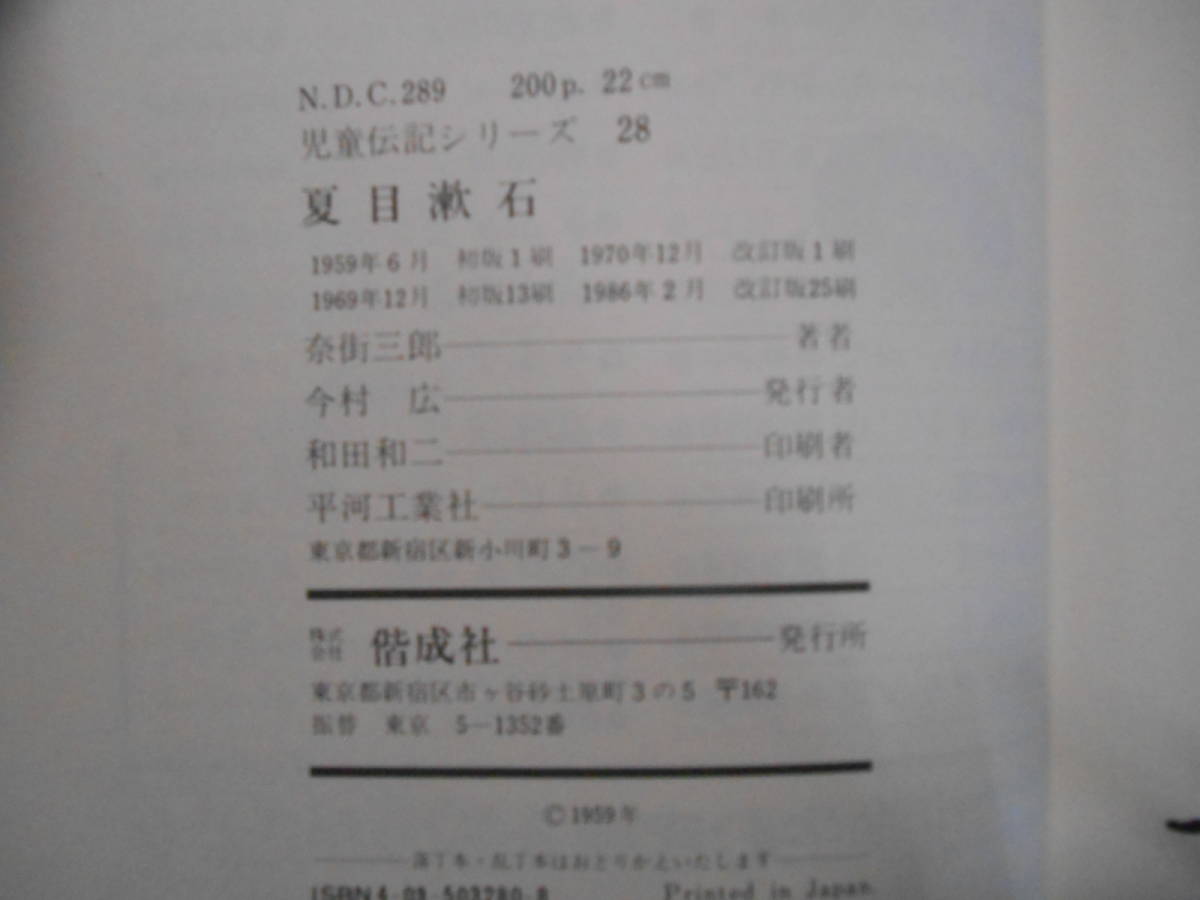 N.D.C.289 200p. 22cm
児童伝記シリーズ 28
夏目漱石
1959年6月 初版1刷 1970年12月 改訂版1刷
1969年12月 初版13刷 1986年2月 改訂版25刷
奈街三郎―著者
今村 広―発行者
和田和二―印刷者
平河工業社―印刷所
東京都新宿区新小川町3-9
株式会社 偕成社―発行所
東京都新宿区市ヶ谷砂土原町3の5 〒162
振替 東京 5-1352番
©1959年
落丁本・乱丁本はおとりかえいたします
ISBN4-03-503280-8 Printed in Japan.